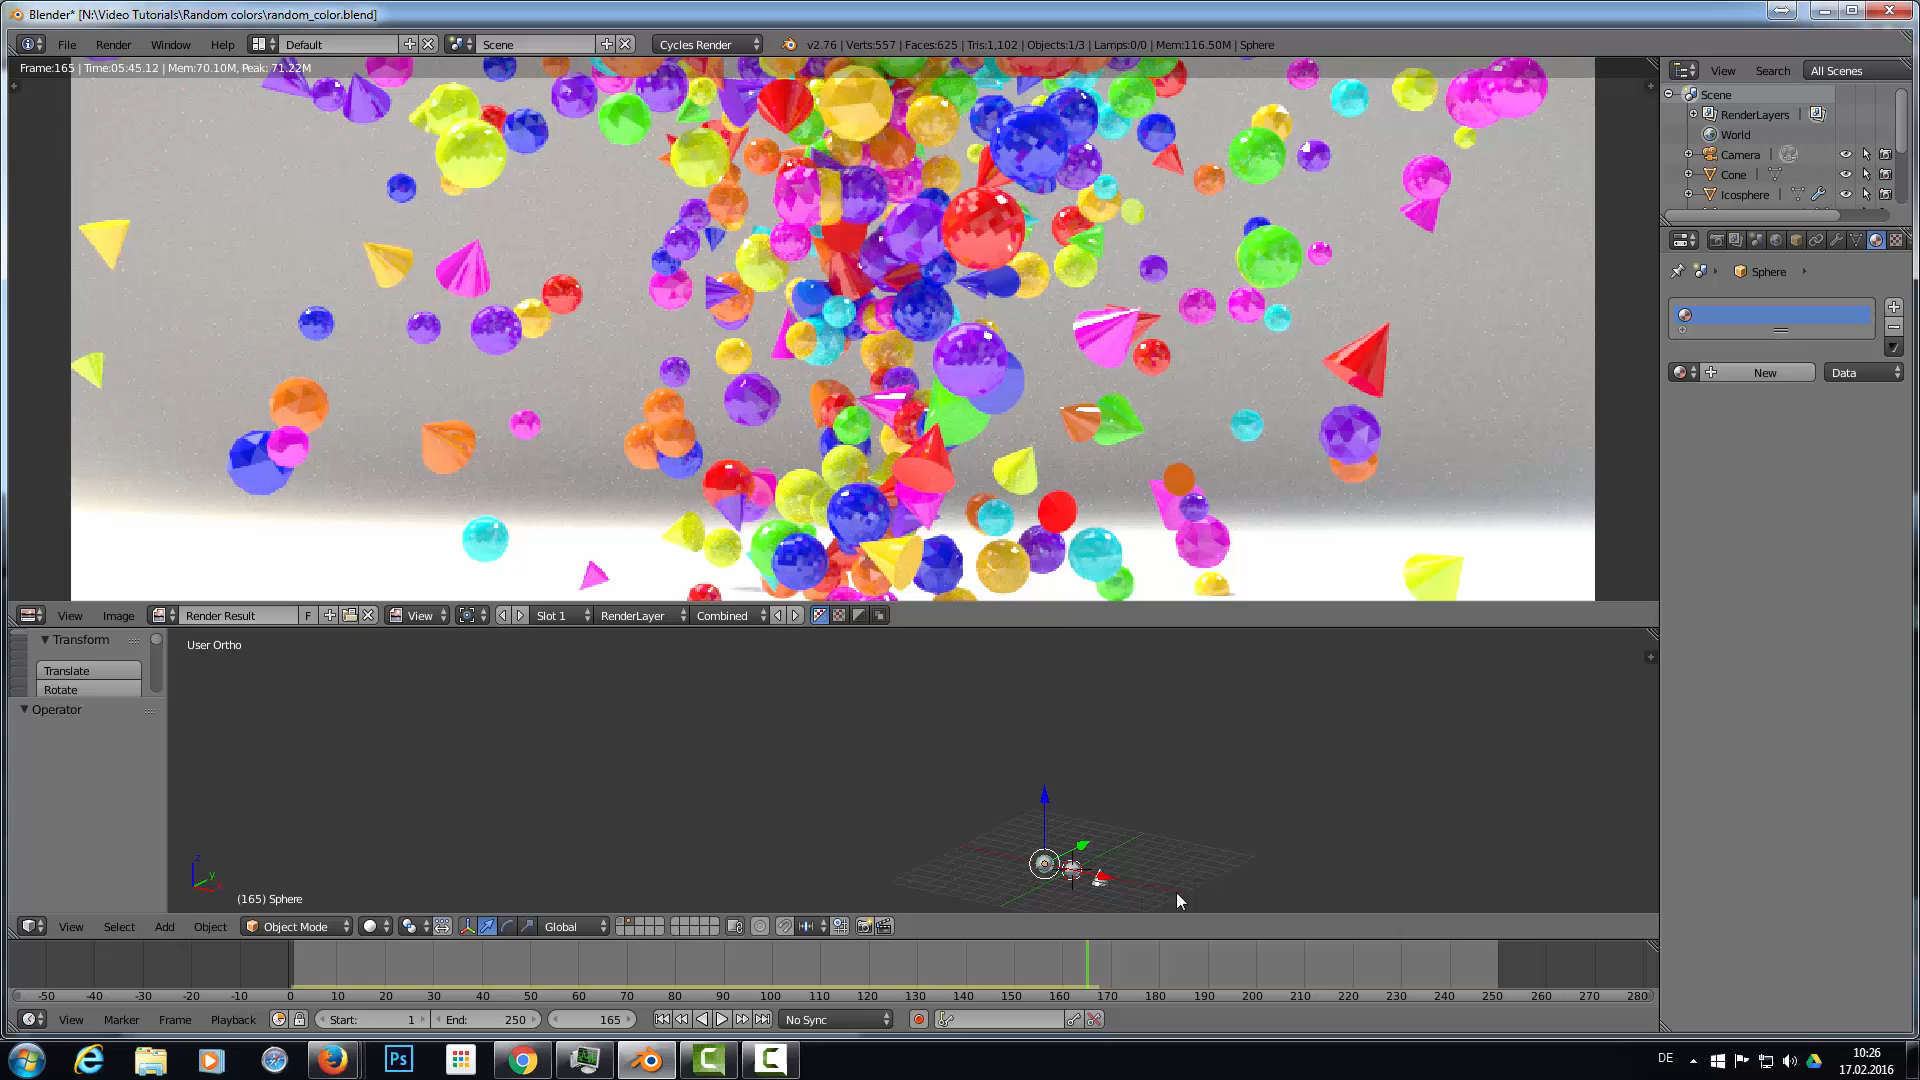 Blender* [N:\Video Tutorials\Random colors\random_color.blend]
File Render Window Help Default Scene Cycles Render v2.76 | Verts:557 | Faces:625 | Tris:1,102 | Objects:1/3 | Lamps:0/0 | Mem:116.50M | Sphere
Frame:165 | Time:05:45.12 | Mem:70.10M, Peak: 71.22M
View Search All Scenes
Scene
RenderLayers
World
Camera
Cone
Icosphere
Sphere
New Data
View Image Render Result F View Slot 1 RenderLayer Combined
Transform
Translate
Rotate
Operator
User Ortho
z
y
(165) Sphere
View Select Add Object Object Mode Global
-50 -40 -30 -20 -10 0 10 20 30 40 50 60 70 80 90 100 110 120 130 140 150 160 170 180 190 200 210 220 230 240 250 260 270 280
View Marker Frame Playback Start: 1 End: 250 165 No Sync
Ps
DE
10:26
17.02.2016